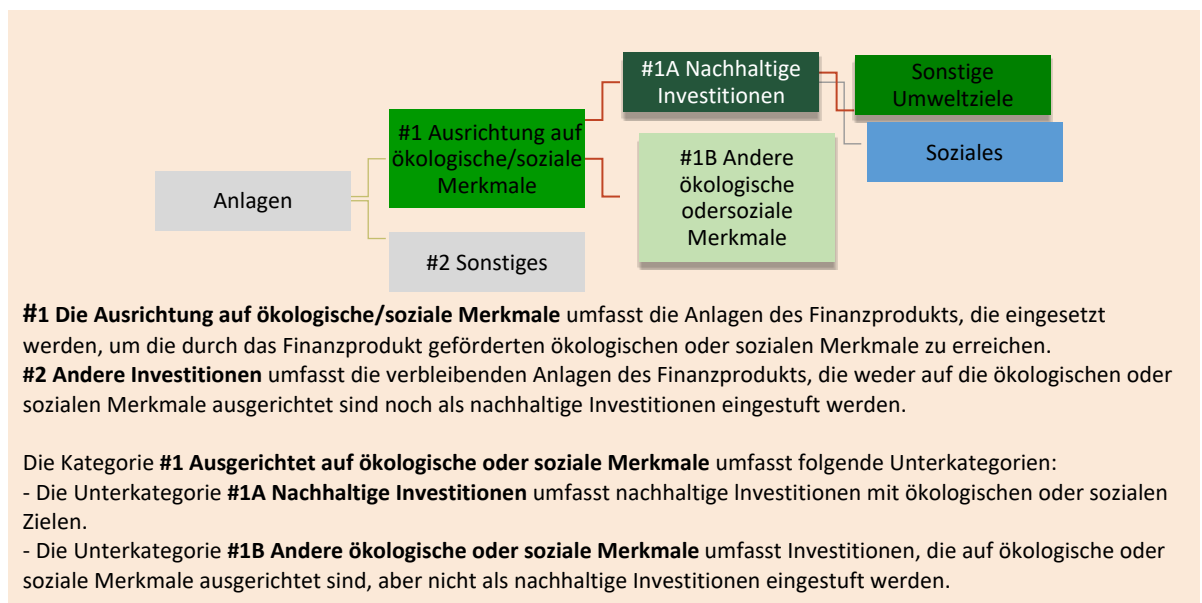 #1A Nachhaltige
Investitionen
Sonstige
Umweltziele
#1 Ausrichtung auf
ökologische/soziale
Merkmale
Soziales
#1B Andere
ökologische
odersoziale
Merkmale
Anlagen
#2 Sonstiges
#1 Die Ausrichtung auf ökologische/soziale Merkmale umfasst die Anlagen des Finanzprodukts, die eingesetzt
werden, um die durch das Finanzprodukt geförderten ökologischen oder sozialen Merkmale zu erreichen.
#2 Andere Investitionen umfasst die verbleibenden Anlagen des Finanzprodukts, die weder auf die ökologischen oder
sozialen Merkmale ausgerichtet sind noch als nachhaltige Investitionen eingestuft werden.
Die Kategorie #1 Ausgerichtet auf ökologische oder soziale Merkmale umfasst folgende Unterkategorien:
- Die Unterkategorie #1A Nachhaltige Investitionen umfasst nachhaltige lnvestitionen mit ökologischen oder sozialen
Zielen.
- Die Unterkategorie #1B Andere ökologische oder soziale Merkmale umfasst Investitionen, die auf ökologische oder
soziale Merkmale ausgerichtet sind, aber nicht als nachhaltige Investitionen eingestuft werden.